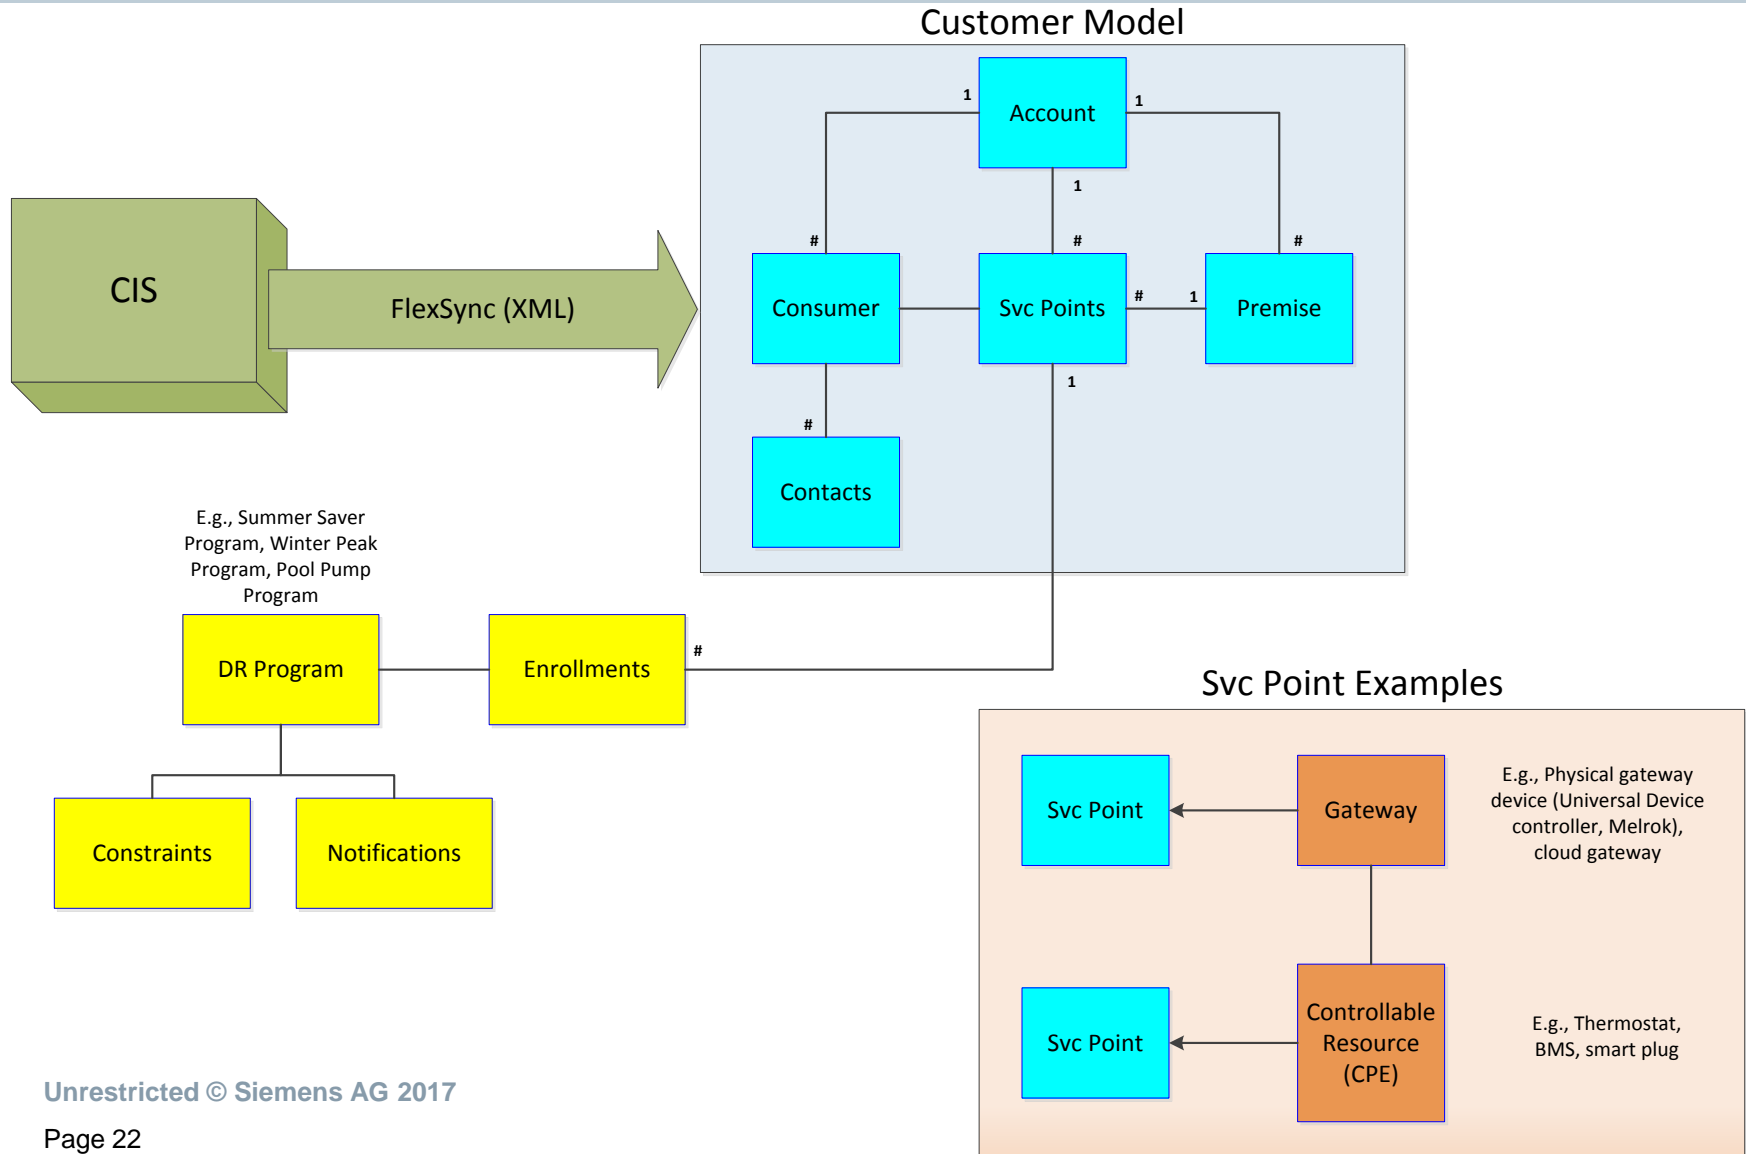 Customer Model
Account
1
1
1
#
#
#
CIS
FlexSync (XML)
Consumer
Svc Points
#
1
Premise
1
#
Contacts
E.g., Summer Saver
Program, Winter Peak
Program, Pool Pump
Program
DR Program
Enrollments
#
Constraints
Notifications
Svc Point Examples
Svc Point
Gateway
E.g., Physical gateway
device (Universal Device
controller, Melrok),
cloud gateway
Svc Point
Controllable
Resource
(CPE)
E.g., Thermostat,
BMS, smart plug
Unrestricted © Siemens AG 2017
Page 22